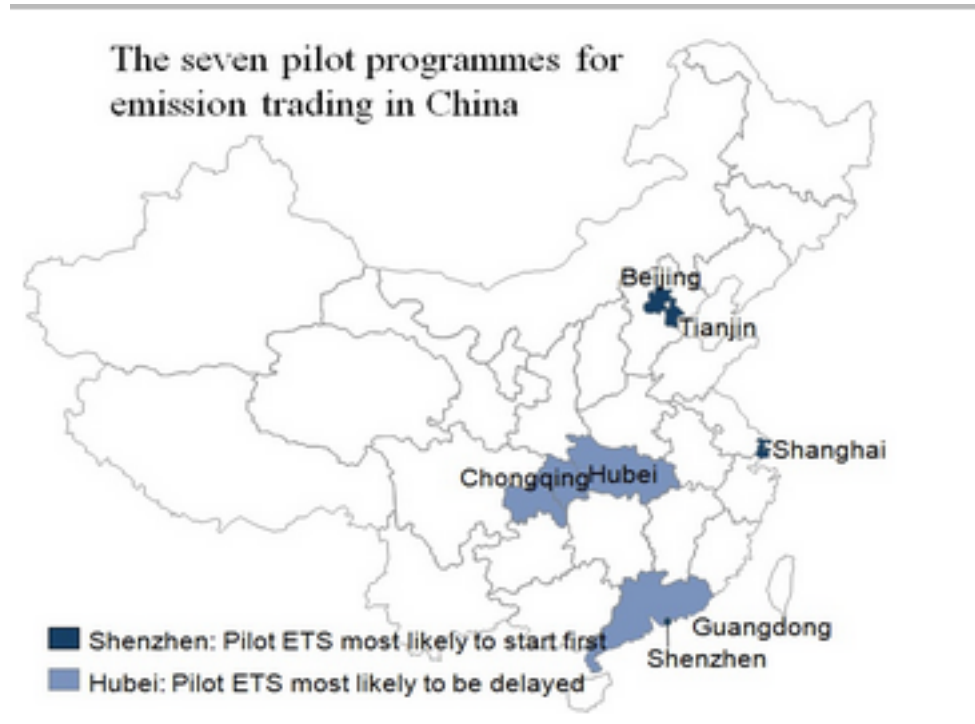 The seven pilot programmes for
emission trading in China
Beijing
Tianjin
Shanghai
Chongqing
Hubei
Guangdong
Shenzhen
Shenzhen: Pilot ETS most likely to start first
Hubei: Pilot ETS most likely to be delayed